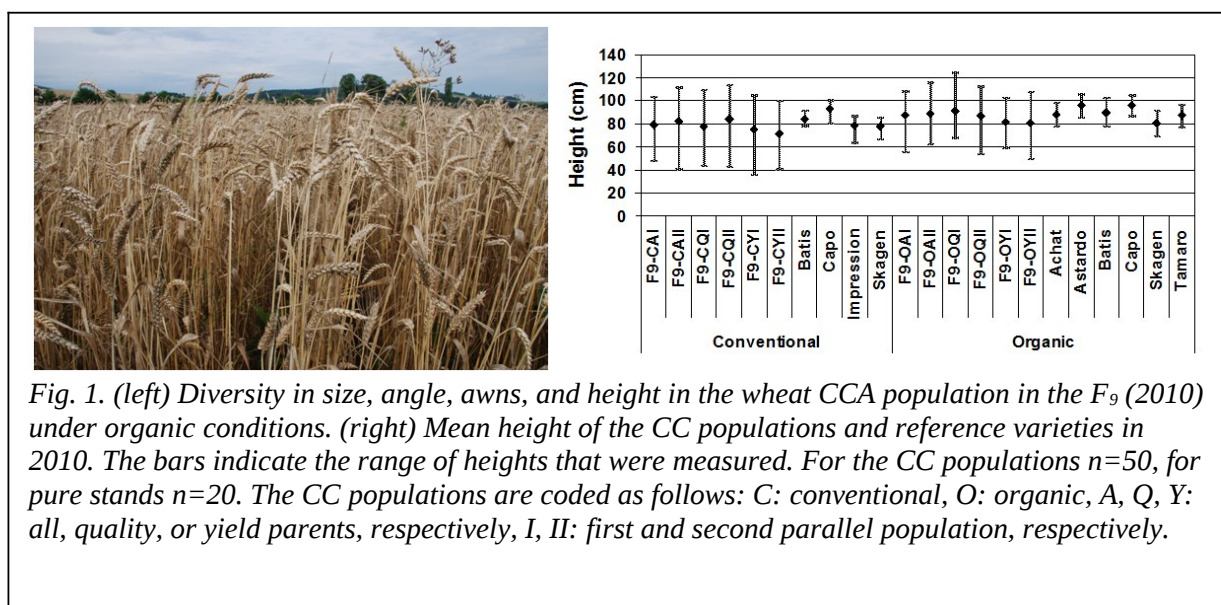 140
120
100
80
60
40
20
0
Height (cm)
F9-CAI
F9-CAII
F9-CQI
F9-CQII
F9-CYI
F9-CYII
Batis
Capo
Impression
Skagen
F9-OAI
F9-OAII
F9-OQI
F9-OQII
F9-OYI
F9-OYII
Achat
Astardo
Batis
Capo
Skagen
Tamaro
Conventional
Organic
Fig. 1. (left) Diversity in size, angle, awns, and height in the wheat CCA population in the F₉ (2010)
under organic conditions. (right) Mean height of the CC populations and reference varieties in
2010. The bars indicate the range of heights that were measured. For the CC populations n=50, for
pure stands n=20. The CC populations are coded as follows: C: conventional, O: organic, A, Q, Y:
all, quality, or yield parents, respectively, I, II: first and second parallel population, respectively.